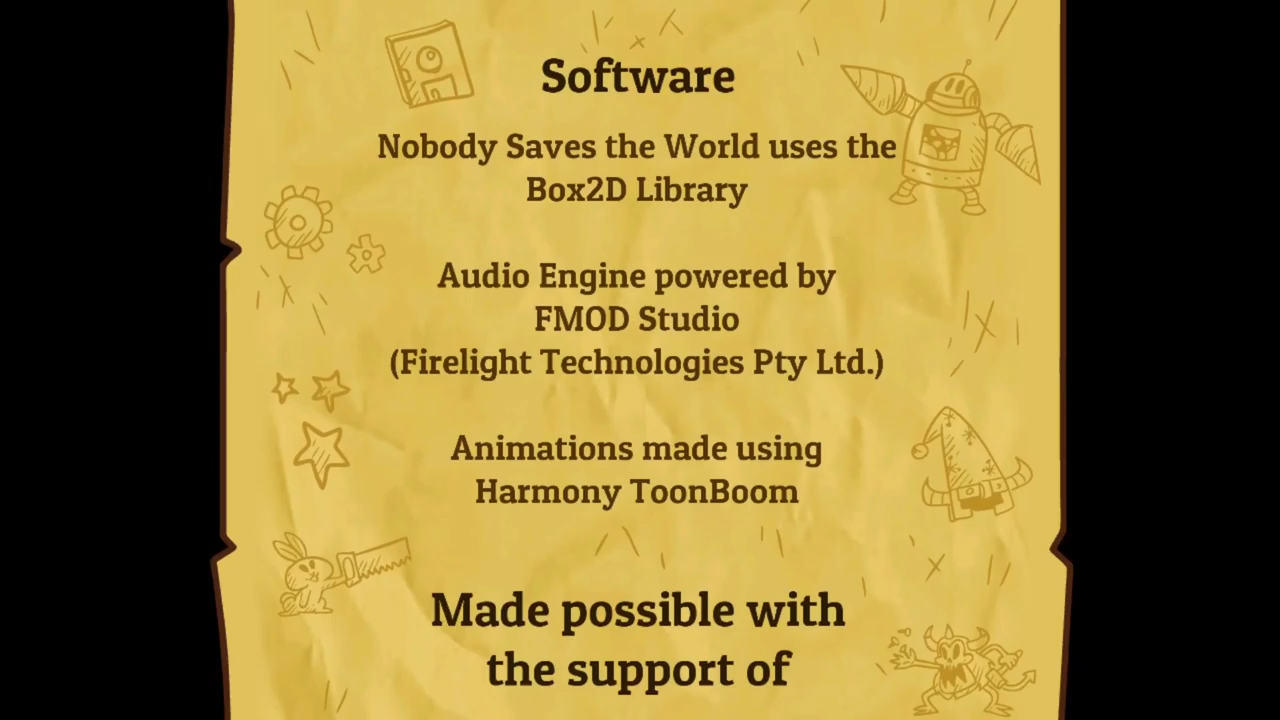 Software
Nobody Saves the World uses the
Box2D Library
Audio Engine powered by
FMOD Studio
(Firelight Technologies Pty Ltd.)
Animations made using
Harmony ToonBoom
Made possible with
the support of